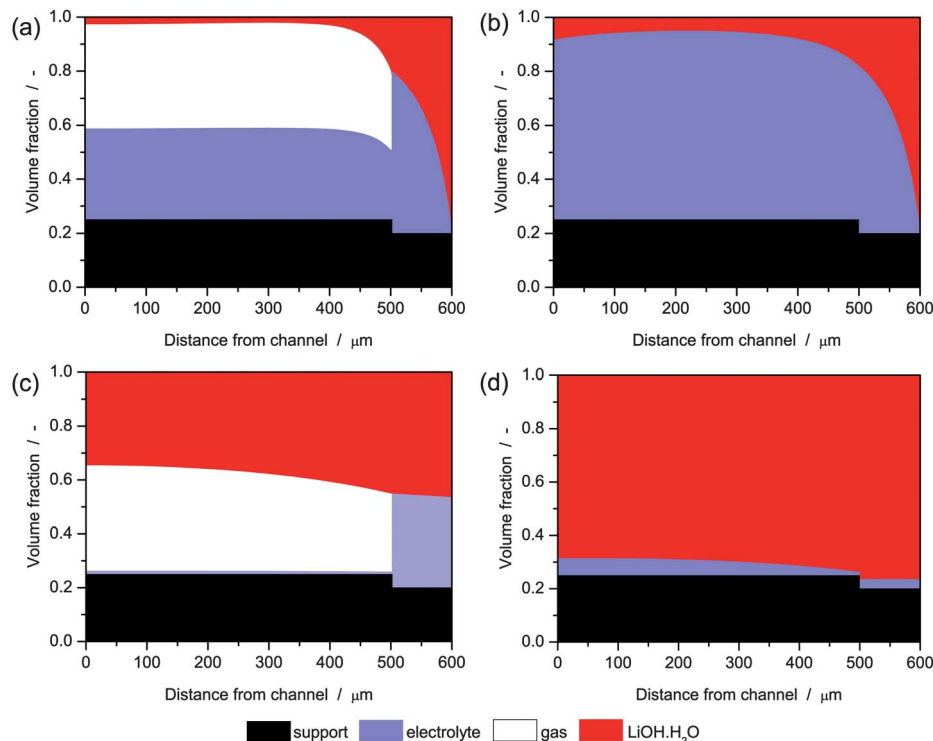 (a)
Volume fraction / -
1.0
0.8
0.6
0.4
0.2
0.0
0 100 200 300 400 500 600
Distance from channel / μm
(b)
Volume fraction / -
1.0
0.8
0.6
0.4
0.2
0.0
0 100 200 300 400 500 600
Distance from channel / μm
(c)
Volume fraction / -
1.0
0.8
0.6
0.4
0.2
0.0
0 100 200 300 400 500 600
Distance from channel / μm
(d)
Volume fraction / -
1.0
0.8
0.6
0.4
0.2
0.0
0 100 200 300 400 500 600
Distance from channel / μm
support electrolyte gas LiOH.H₂O